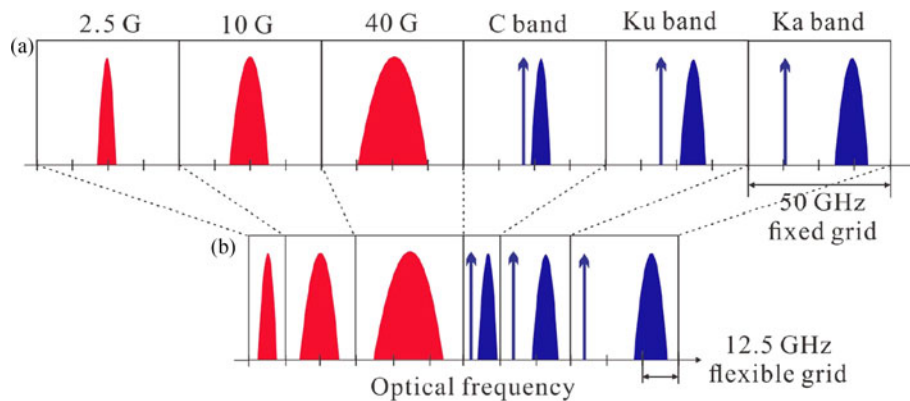 2.5 G 10 G 40 G C band Ku band Ka band
(a)
50 GHz
fixed grid
(b)
12.5 GHz
flexible grid
Optical frequency